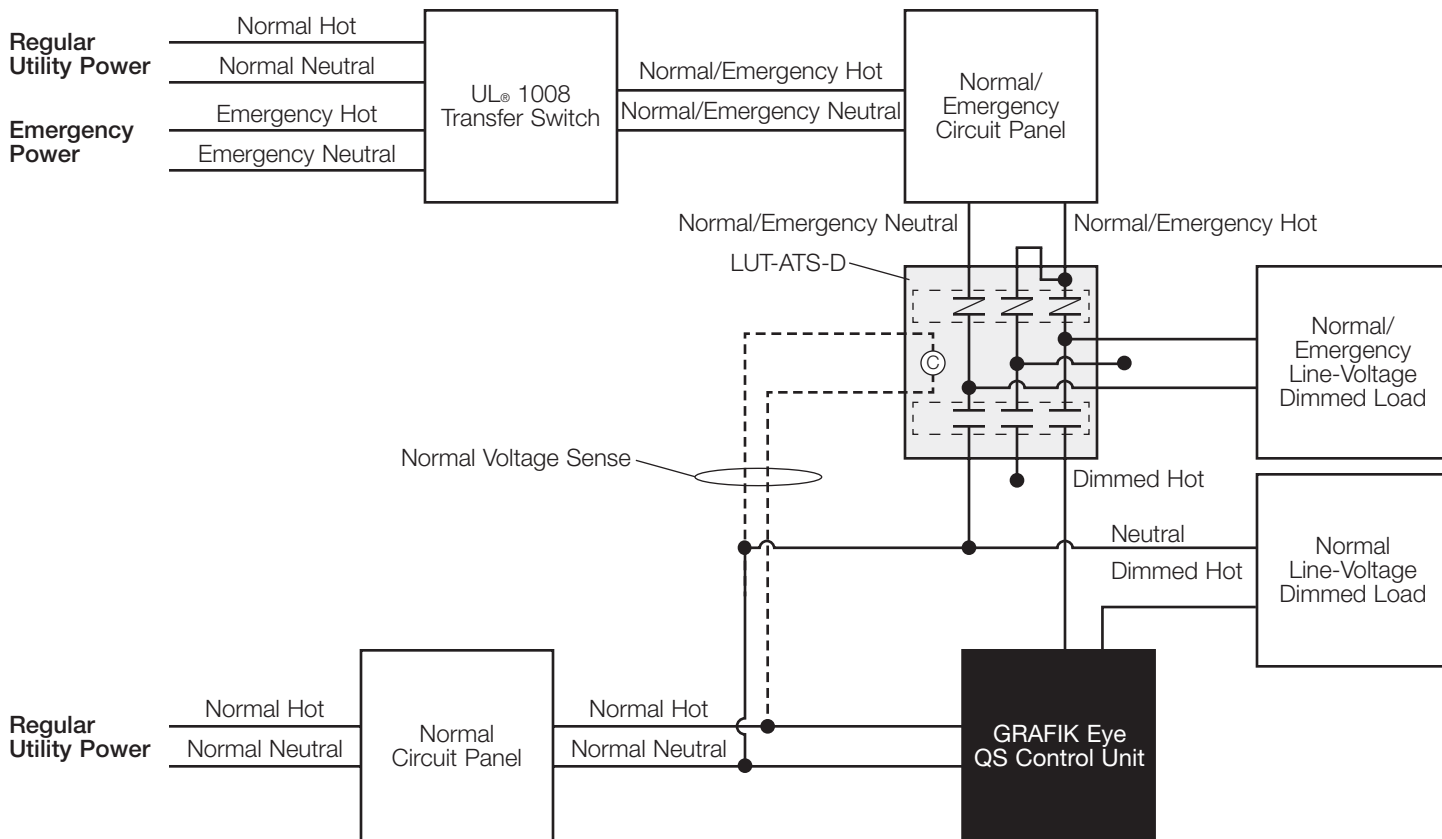 Regular
Utility Power
Normal Hot
Normal Neutral
Emergency
Power
Emergency Hot
Emergency Neutral
UL® 1008
Transfer Switch
Normal/Emergency Hot
Normal/Emergency Neutral
Normal/
Emergency
Circuit Panel
Normal/Emergency Neutral
Normal/Emergency Hot
LUT-ATS-D
C
Normal/
Emergency
Line-Voltage
Dimmed Load
Normal Voltage Sense
Dimmed Hot
Neutral
Dimmed Hot
Normal
Line-Voltage
Dimmed Load
Regular
Utility Power
Normal Hot
Normal Neutral
Normal
Circuit Panel
Normal Hot
Normal Neutral
GRAFIK Eye
QS Control Unit